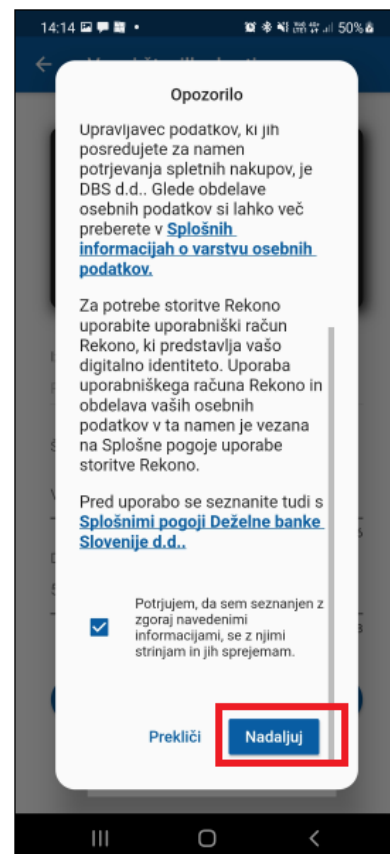 14:14 50%
Opozorilo
Upravljavec podatkov, ki jih
posredujete za namen
potrjevanja spletnih nakupov, je
DBS d.d.. Glede obdelave
osebnih podatkov si lahko več
preberete v Splošnih
informacijah o varstvu osebnih
podatkov.
Za potrebe storitve Rekono
uporabite uporabniški račun
Rekono, ki predstavlja vašo
digitalno identiteto. Uporaba
uporabniškega računa Rekono in
obdelava vaših osebnih
podatkov v ta namen je vezana
na Splošne pogoje uporabe
storitve Rekono.
Pred uporabo se seznanite tudi s
Splošnimi pogoji Deželne banke
Slovenije d.d..
Potrjujem, da sem seznanjen z
zgoraj navedenimi
informacijami, se z njimi
strinjam in jih sprejemam.
Prekliči Nadaljuj